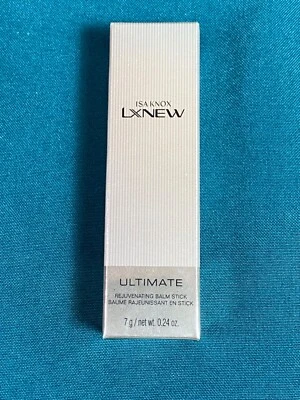 ISA KNOX
LXNEW
ULTIMATE
REJUVENATING BALM STICK
BAUME RAJEUNISSANT EN STICK
7 g / net wt. 0.24 oz.